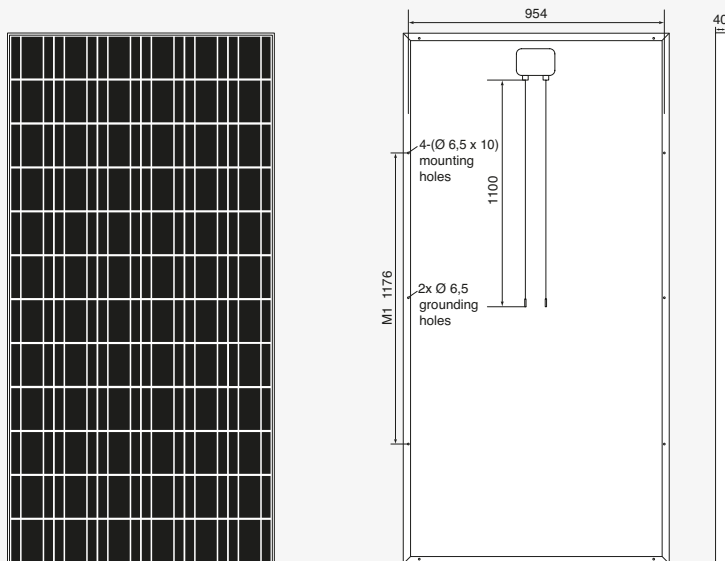 954
40
4-(Ø 6,5 x 10)
mounting
holes
1100
M1 1176
2x Ø 6,5
grounding
holes